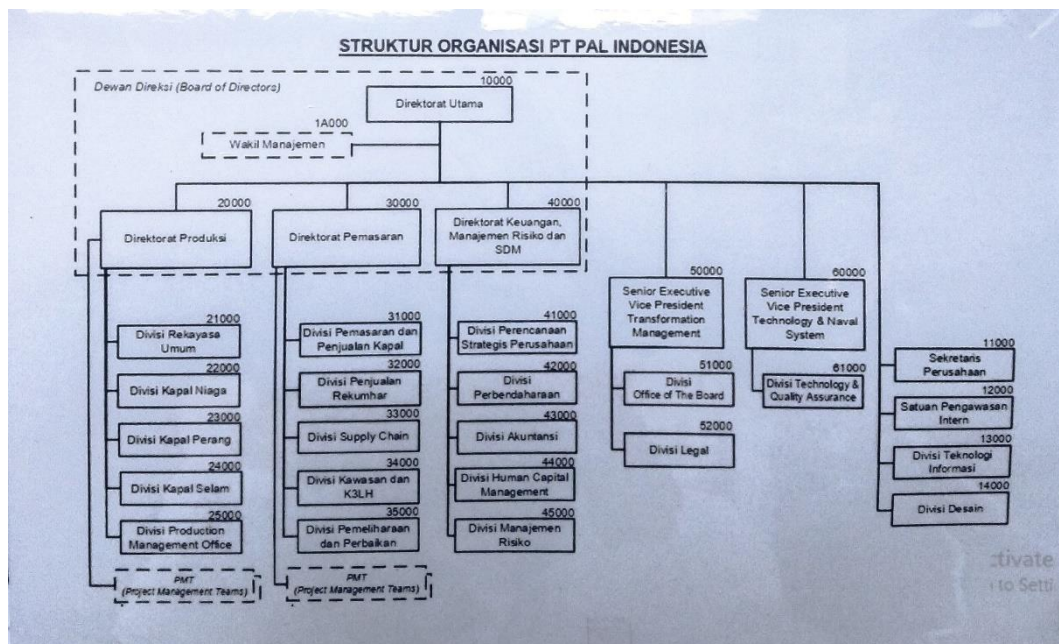 STRUKTUR ORGANISASI PT PAL INDONESIA
Dewan Direksi (Board of Directors)
10000
Direktorat Utama
1A000
Wakil Manajemen
20000
Direktorat Produksi
30000
Direktorat Pemasaran
40000
Direktorat Keuangan,
Manajemen Risiko dan
SDM
50000
Senior Executive
Vice President
Transformation
Management
60000
Senior Executive
Vice President
Technology & Naval
System
21000
Divisi Rekayasa
Umum
22000
Divisi Kapal Niaga
23000
Divisi Kapal Perang
24000
Divisi Kapal Selam
25000
Divisi Production
Management Office
PMT
(Project Management Teams)
31000
Divisi Pemasaran dan
Penjualan Kapal
32000
Divisi Penjualan
Rekumhar
33000
Divisi Supply Chain
34000
Divisi Kawasan dan
K3LH
35000
Divisi Pemeliharaan
dan Perbaikan
PMT
(Project Management Teams)
41000
Divisi Perencanaan
Strategis Perusahaan
42000
Divisi
Perbendaharaan
43000
Divisi Akuntansi
44000
Divisi Human Capital
Management
45000
Divisi Manajemen
Risiko
51000
Divisi
Office of The Board
52000
Divisi Legal
61000
Divisi Technology &
Quality Assurance
11000
Sekretaris
Perusahaan
12000
Satuan Pengawasan
Intern
13000
Divisi Teknologi
Informasi
14000
Divisi Desain
ctivate
to Setti